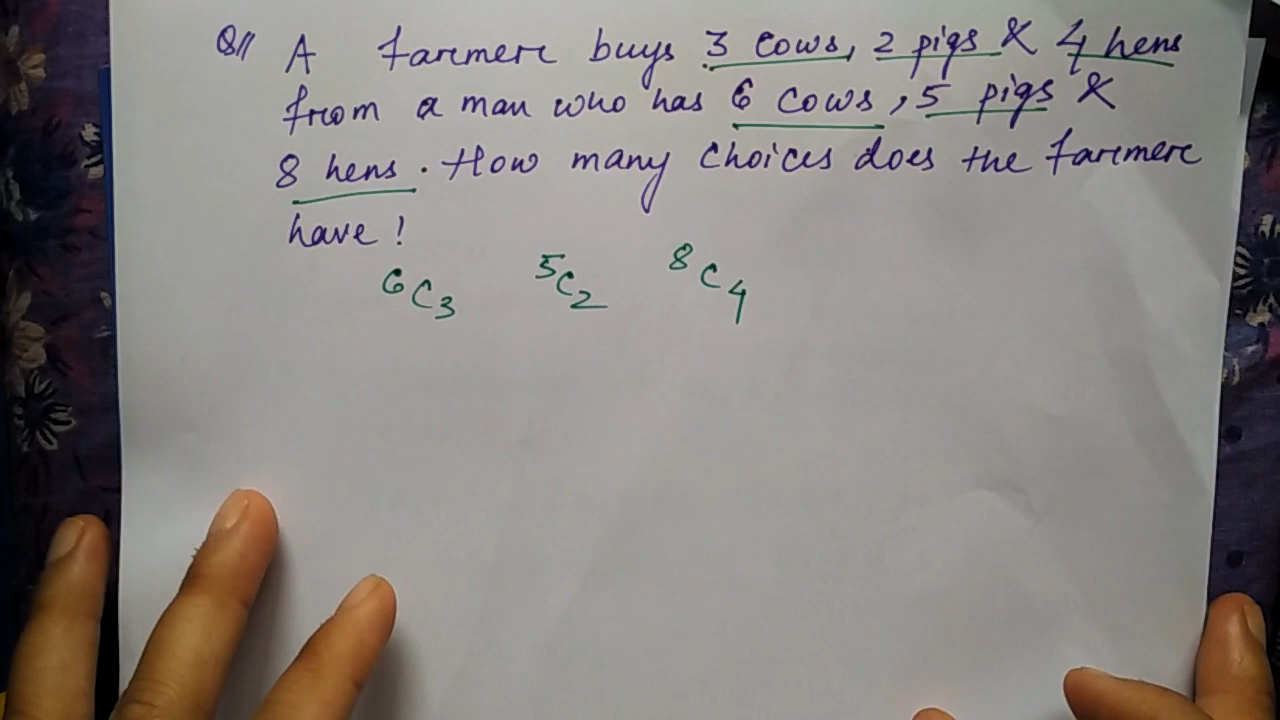 Q// A farmer buys 3 cows, 2 pigs & 4 hens
from a man who has 6 cows, 5 pigs &
8 hens. How many choices does the farmer
have!
⁶C₃ ⁵C₂ ⁸C₄